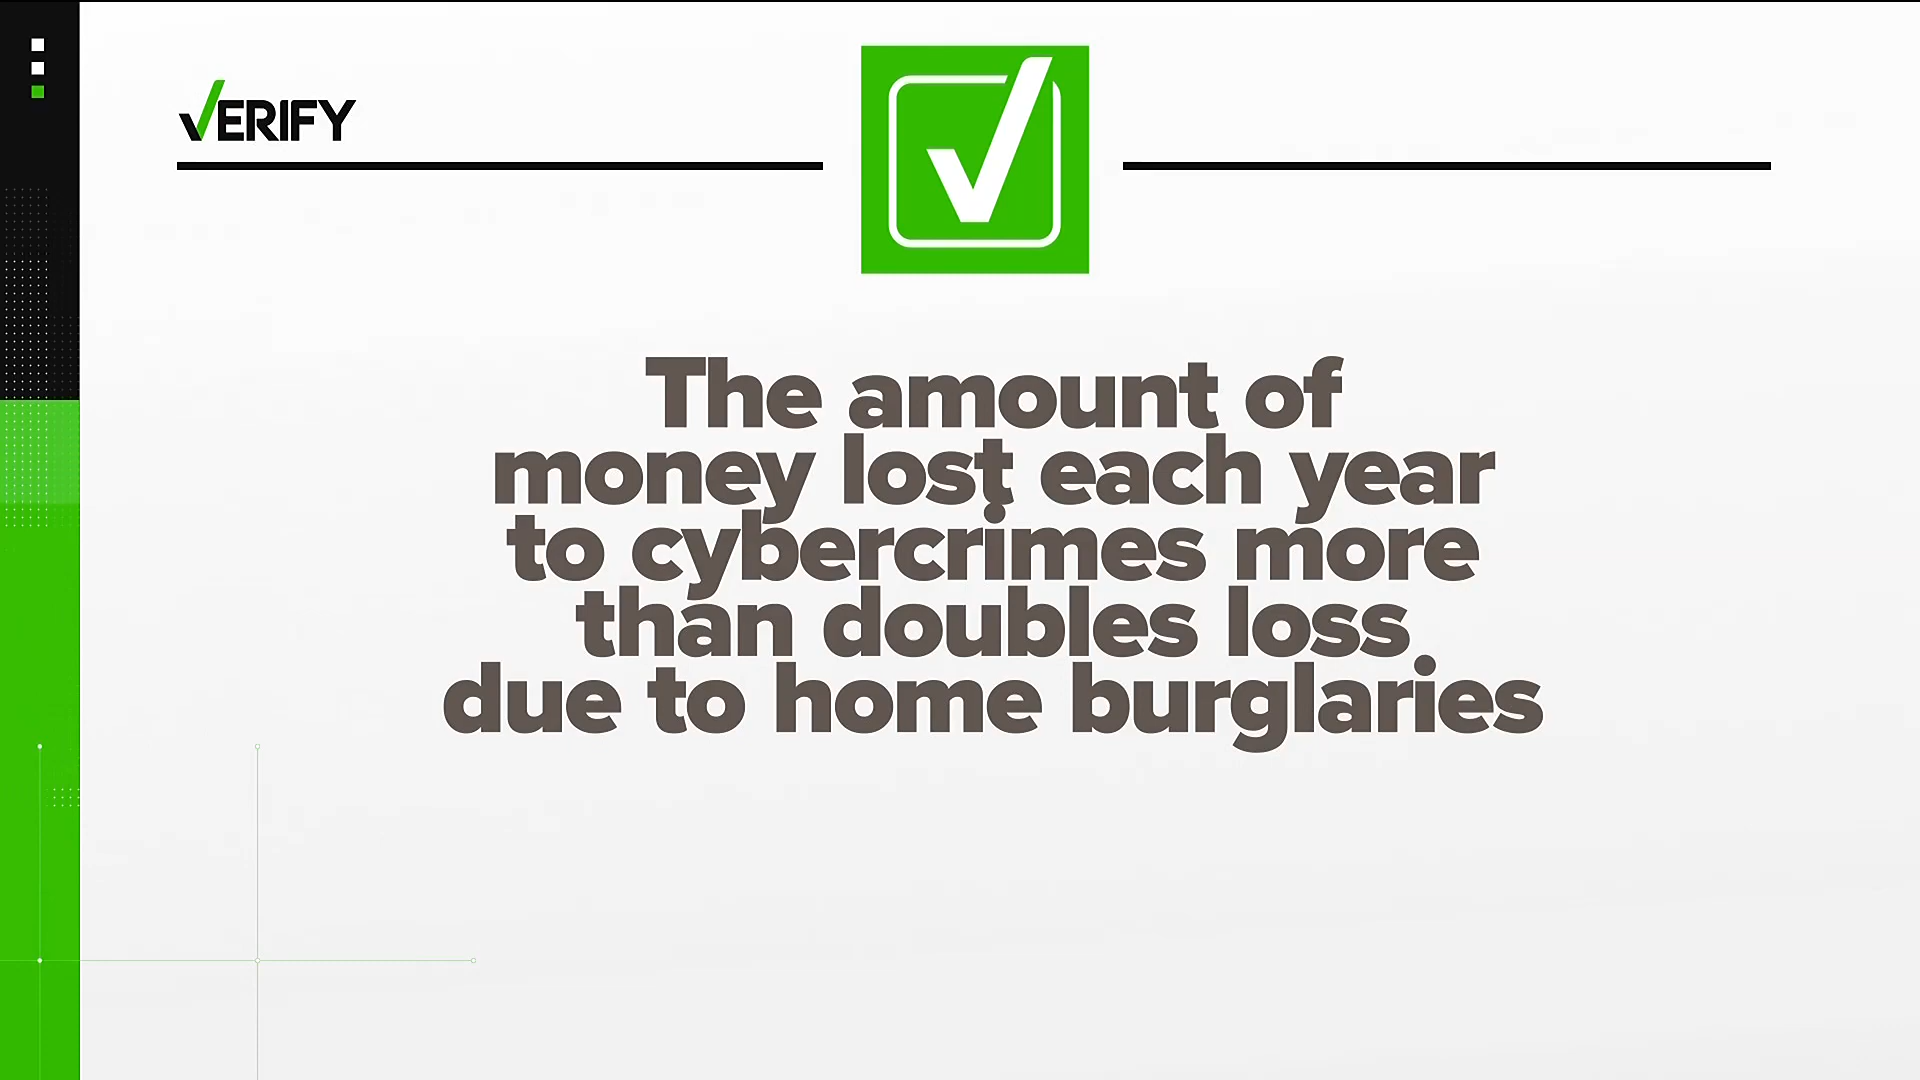 VERIFY
The amount of
money lost each year
to cybercrimes more
than doubles loss
due to home burglaries